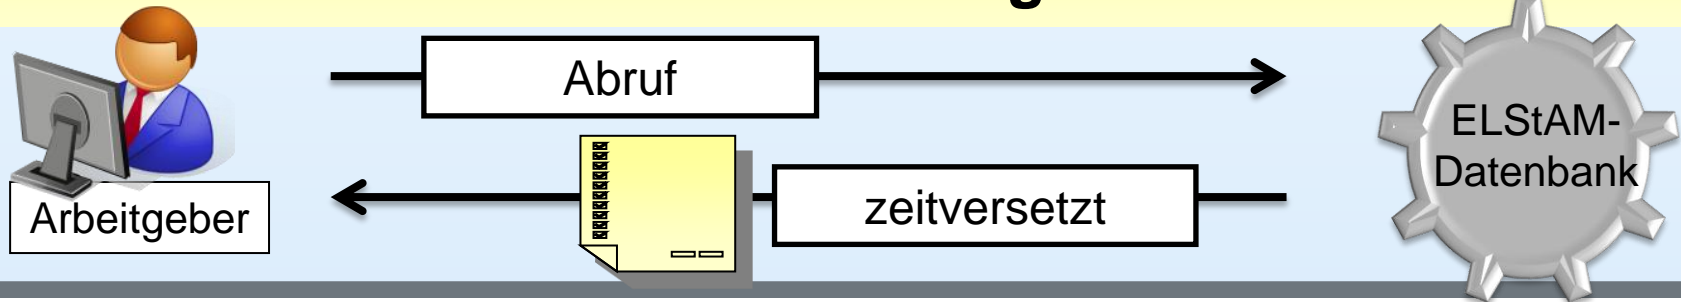 Abruf
ELStAM-
Datenbank
zeitversetzt
Arbeitgeber